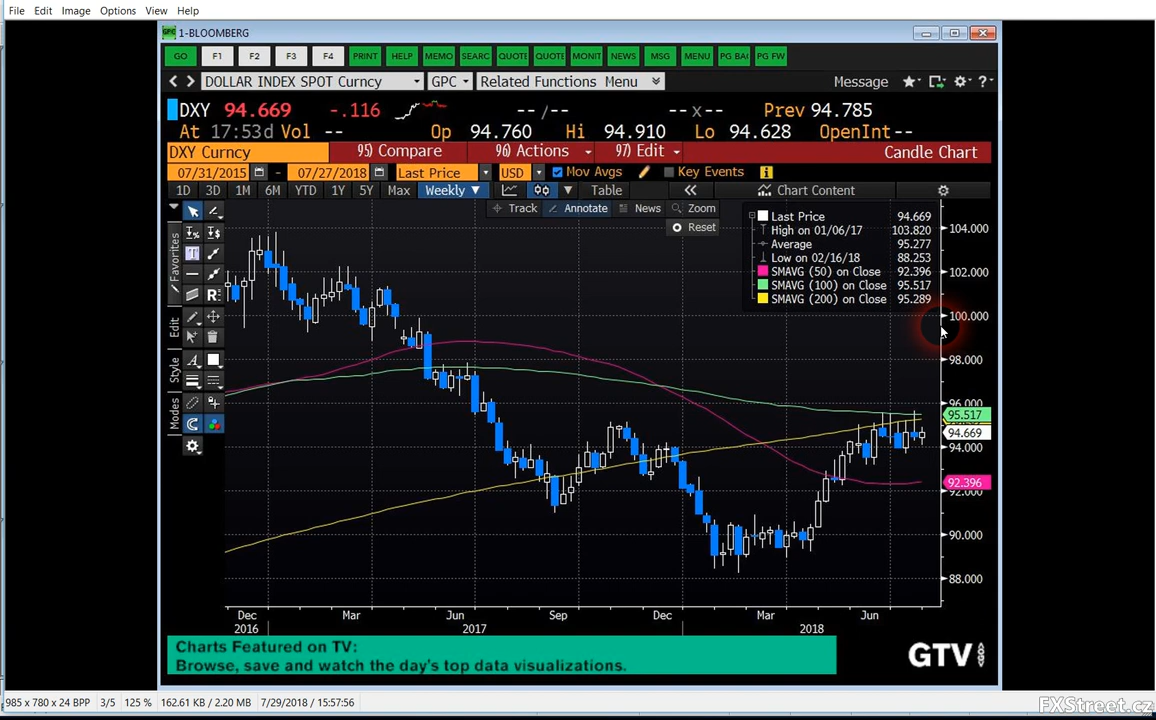 File Edit Image Options View Help
GPC 1-BLOOMBERG
GO F1 F2 F3 F4 PRINT HELP MEMO SEARC QUOTE QUOTE MONIT NEWS MSG MENU PG BA PG FW
DOLLAR INDEX SPOT Curncy GPC Related Functions Menu Message ?
DXY 94.669 -.116 --/-- --x-- Prev 94.785
At 17:53d Vol -- Op 94.760 Hi 94.910 Lo 94.628 OpenInt--
DXY Curncy 95) Compare 96) Actions 97) Edit Candle Chart
07/31/2015 - 07/27/2018 Last Price USD Mov Avgs Key Events i
1D 3D 1M 6M YTD 1Y 5Y Max Weekly Table Chart Content
Track Annotate News Zoom
Reset
Last Price 94.669
High on 01/06/17 103.820
Average 95.277
Low on 02/16/18 88.253
SMAVG (50) on Close 92.396
SMAVG (100) on Close 95.517
SMAVG (200) on Close 95.289
Favorites
Edit
Style
Modes
104.000
102.000
100.000
98.000
96.000
95.517
94.669
94.000
92.396
92.000
90.000
88.000
Dec Mar Jun Sep Dec Mar Jun
2016 2017 2018
Charts Featured on TV:
Browse, save and watch the day's top data visualizations.
GTV
985 x 780 x 24 BPP 3/5 125 % 162.61 KB / 2.20 MB 7/29/2018 / 15:57:56
FXStreet.cz